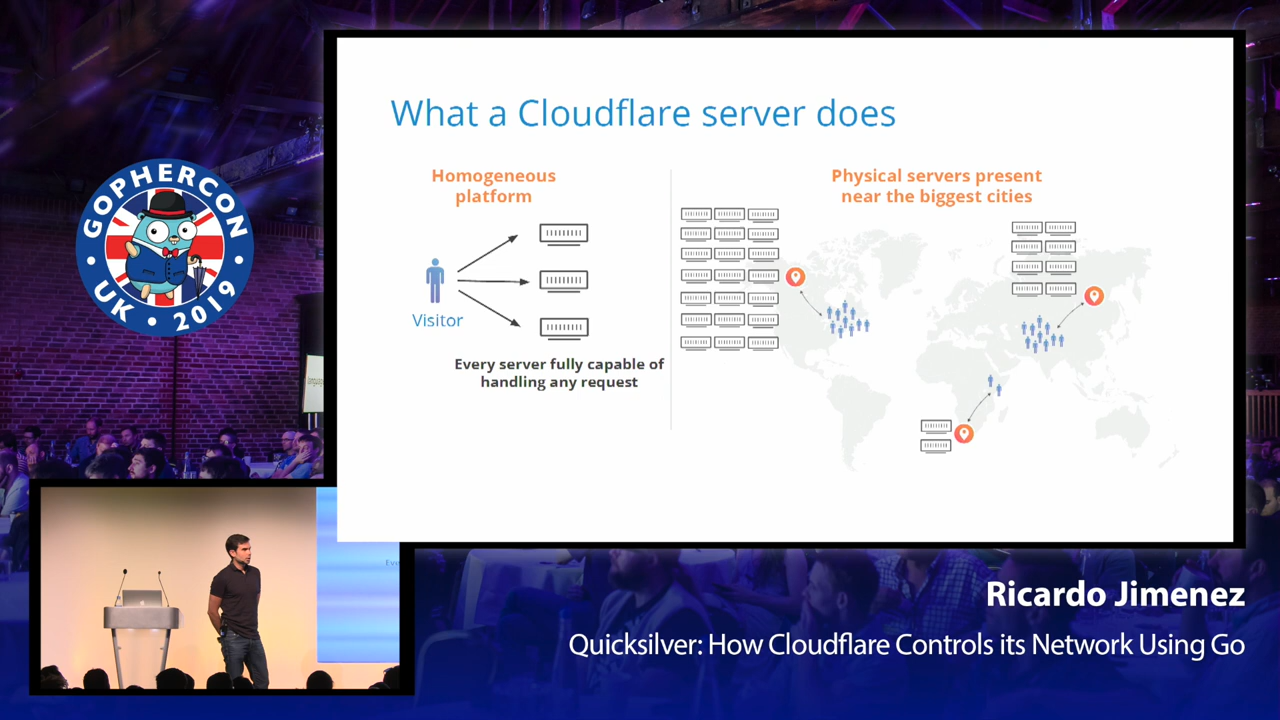 What a Cloudflare server does
Homogeneous
platform
Visitor
Every server fully capable of
handling any request
Physical servers present
near the biggest cities
GOPHERCON
UK • 2019
Ricardo Jimenez
Quicksilver: How Cloudflare Controls its Network Using Go